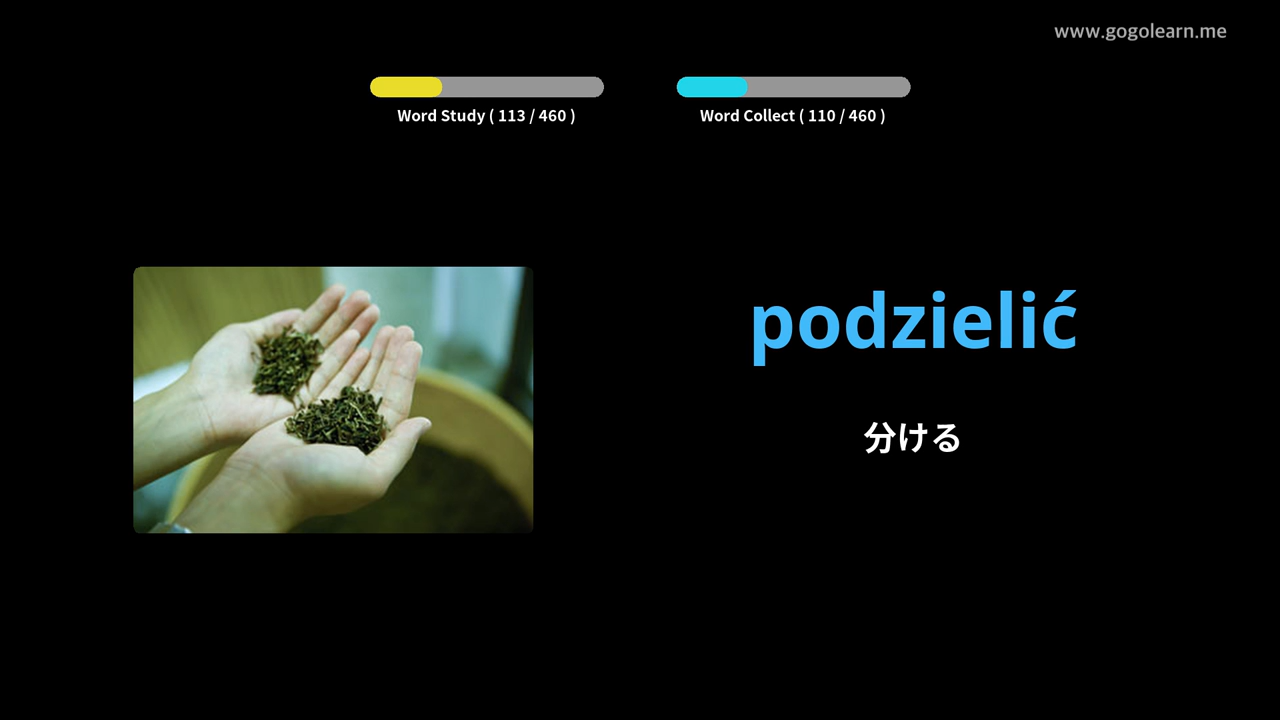 www.gogolearn.me
Word Study ( 113 / 460 )
Word Collect ( 110 / 460 )
podzielić
分ける